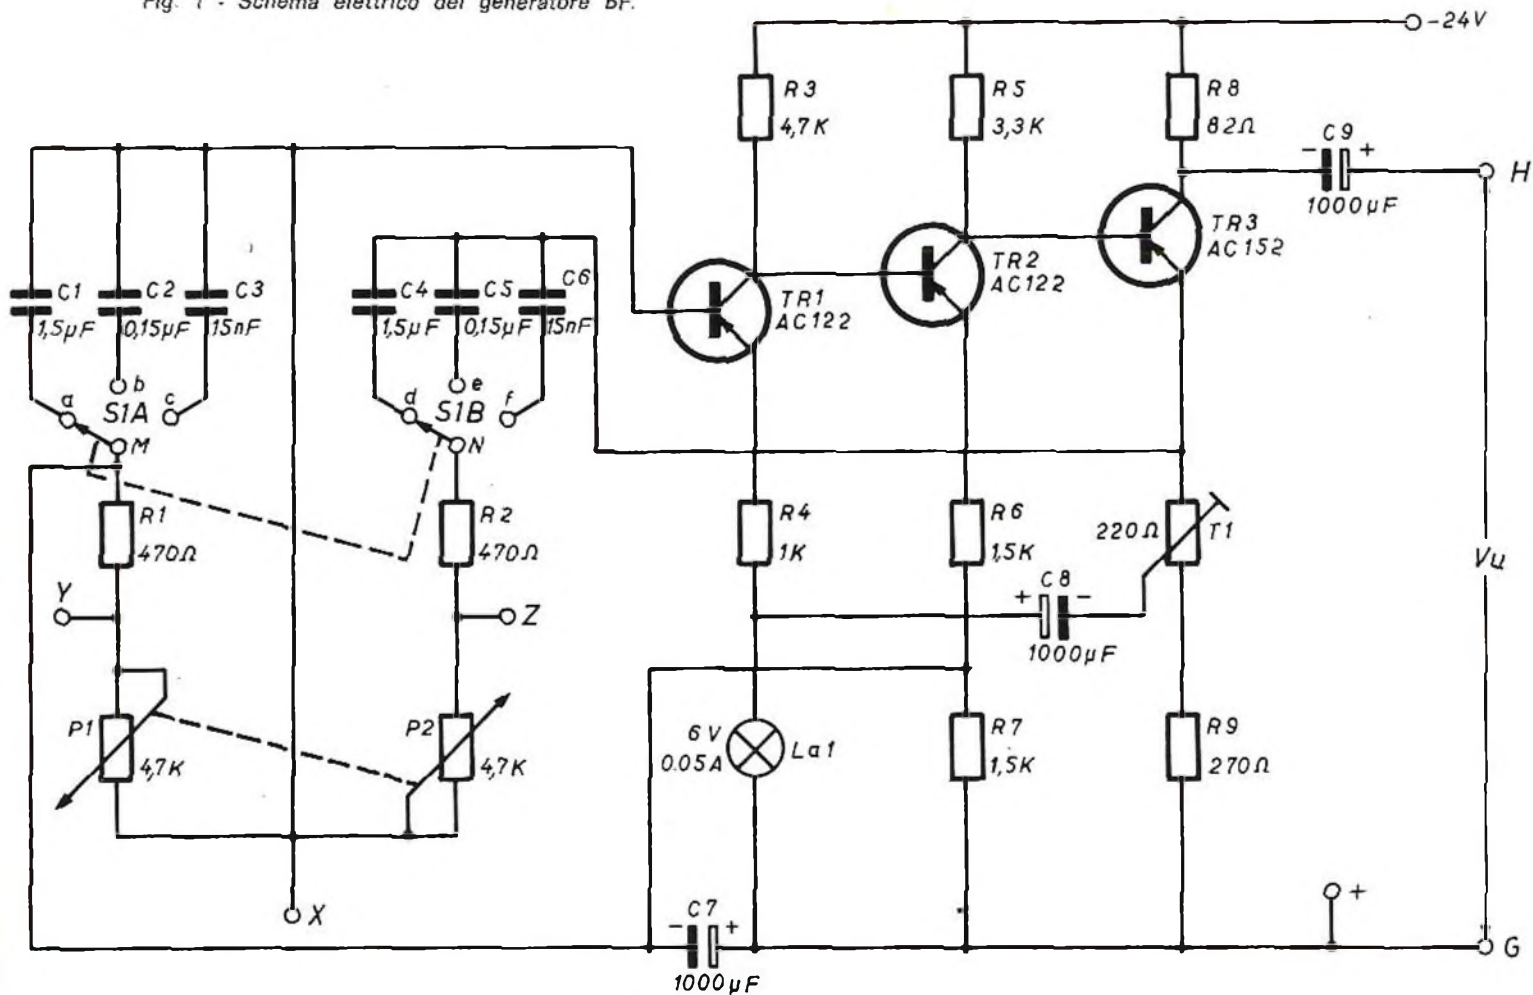 Fig. 1 - Schema elettrico del generatore BF.
-24V
R3
4,7K
R5
3,3K
R8
82Ω
C9
- +
1000µF
H
C1
1,5µF
C2
0,15µF
C3
15nF
C4
1,5µF
C5
0,15µF
C6
15nF
TR1
AC122
TR2
AC122
TR3
AC152
a
b
c
S1A
M
d
e
f
S1B
N
R1
470Ω
R2
470Ω
R4
1K
R6
1,5K
220Ω
T1
Vu
Y
Z
C8
+ -
1000µF
P1
4,7K
P2
4,7K
6V
0.05A
La1
R7
1,5K
R9
270Ω
X
C7
- +
1000µF
+
G